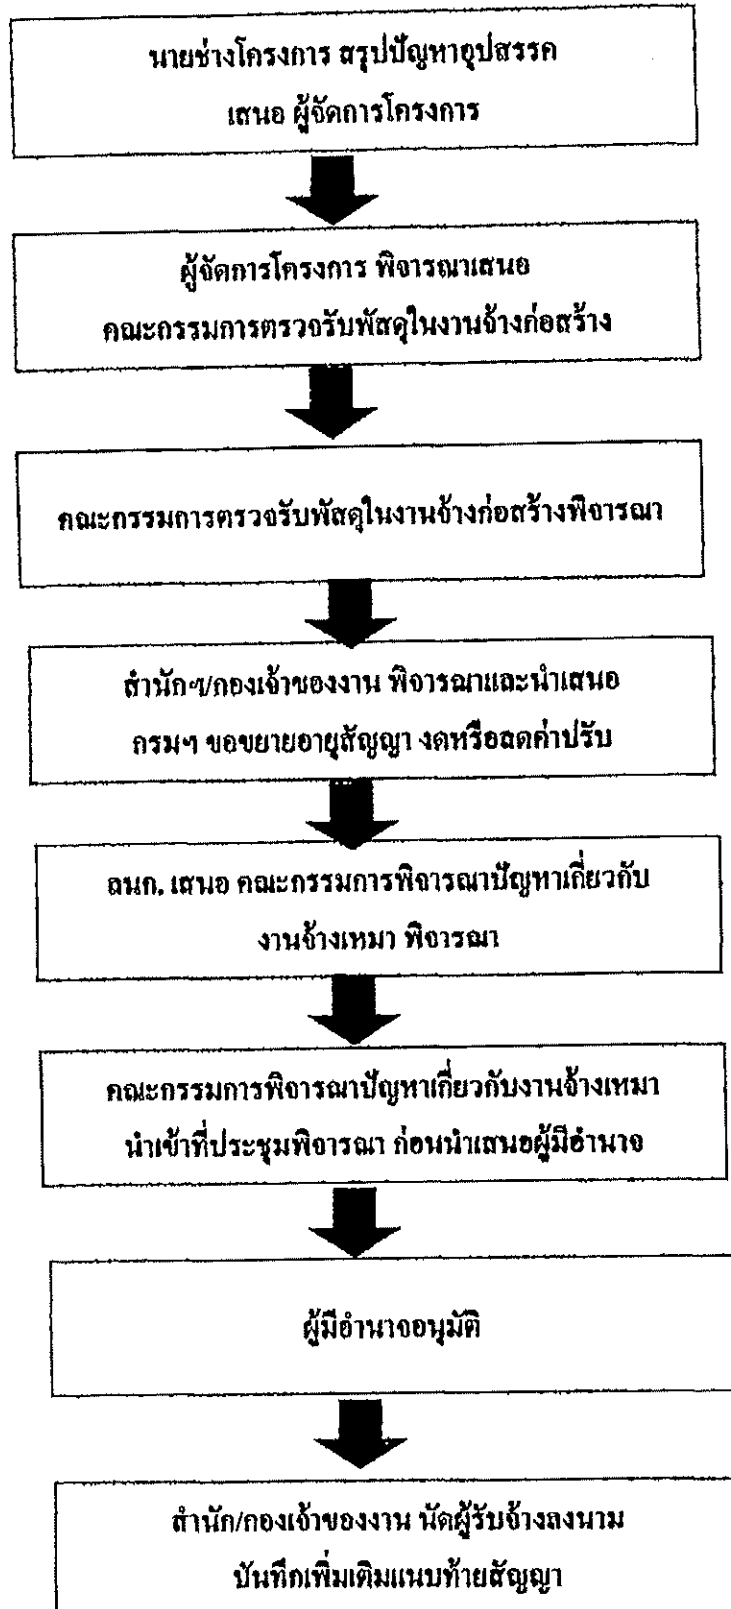 นายช่างโครงการ สรุปปัญหาอุปสรรค
เสนอ ผู้จัดการโครงการ
ผู้จัดการโครงการ พิจารณาเสนอ
คณะกรรมการตรวจรับพัสดุในงานจ้างก่อสร้าง
คณะกรรมการตรวจรับพัสดุในงานจ้างก่อสร้างพิจารณา
สำนักฯ/กองเจ้าของงาน พิจารณาและนำเสนอ
กรมฯ ขอขยายอายุสัญญา งดหรือลดค่าปรับ
ลนก. เสนอ คณะกรรมการพิจารณาปัญหาเกี่ยวกับ
งานจ้างเหมา พิจารณา
คณะกรรมการพิจารณาปัญหาเกี่ยวกับงานจ้างเหมา
นำเข้าที่ประชุมพิจารณา ก่อนนำเสนอผู้มีอำนาจ
ผู้มีอำนาจอนุมัติ
สำนัก/กองเจ้าของงาน นัดผู้รับจ้างลงนาม
บันทึกเพิ่มเติมแนบท้ายสัญญา